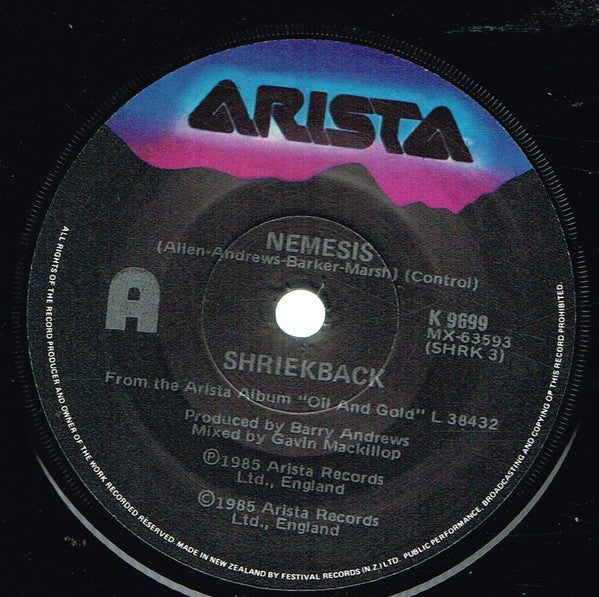 ARISTA
NEMESIS
(Allen-Andrews-Barker-Marsh) (Control)
A
K 9699
MX-63593
(SHRK 3)
SHRIEKBACK
From the Arista Album "Oil And Gold" L 38432
Produced by Barry Andrews
Mixed by Gavin Mackillop
Ⓟ1985 Arista Records
Ltd., England
©1985 Arista Records
Ltd., England
ALL RIGHTS OF THE RECORD PRODUCER AND OWNER OF THE WORK RECORDED RESERVED. MADE IN NEW ZEALAND BY FESTIVAL RECORDS (N.Z.) LTD. PUBLIC PERFORMANCE, BROADCASTING AND COPYING OF THIS RECORD PROHIBITED.